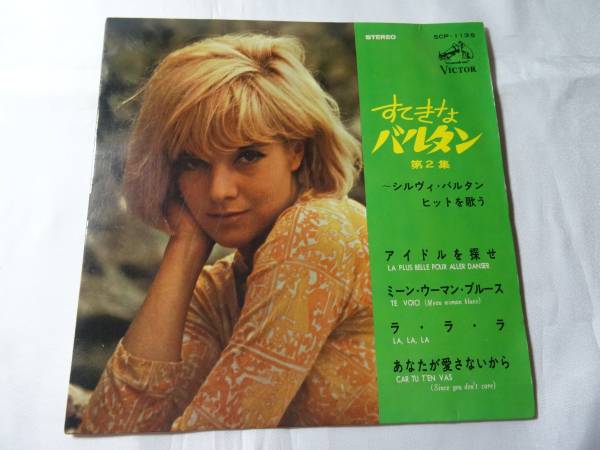 STEREO
SCP-1136
VICTOR
すてきな
バルタン
第2集
～シルヴィ・バルタン
ヒットを歌う
アイドルを探せ
LA PLUS BELLE POUR ALLER DANSER
ミーン・ウーマン・ブルース
TE VOICI (Mean woman blues)
ラ・ラ・ラ
LA, LA, LA
あなたが愛さないから
CAR TU T'EN VAS
(Since you don't care)